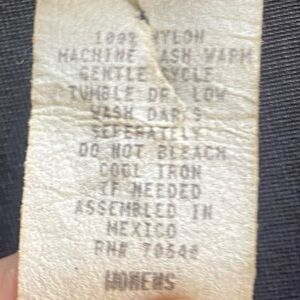 100% NYLON
MACHINE WASH WARM
GENTLE CYCLE
TUMBLE DRY LOW
WASH DARKS
SEPERATELY
DO NOT BLEACH
COOL IRON
IF NEEDED
ASSEMBLED IN
MEXICO
RN#
WOMENS